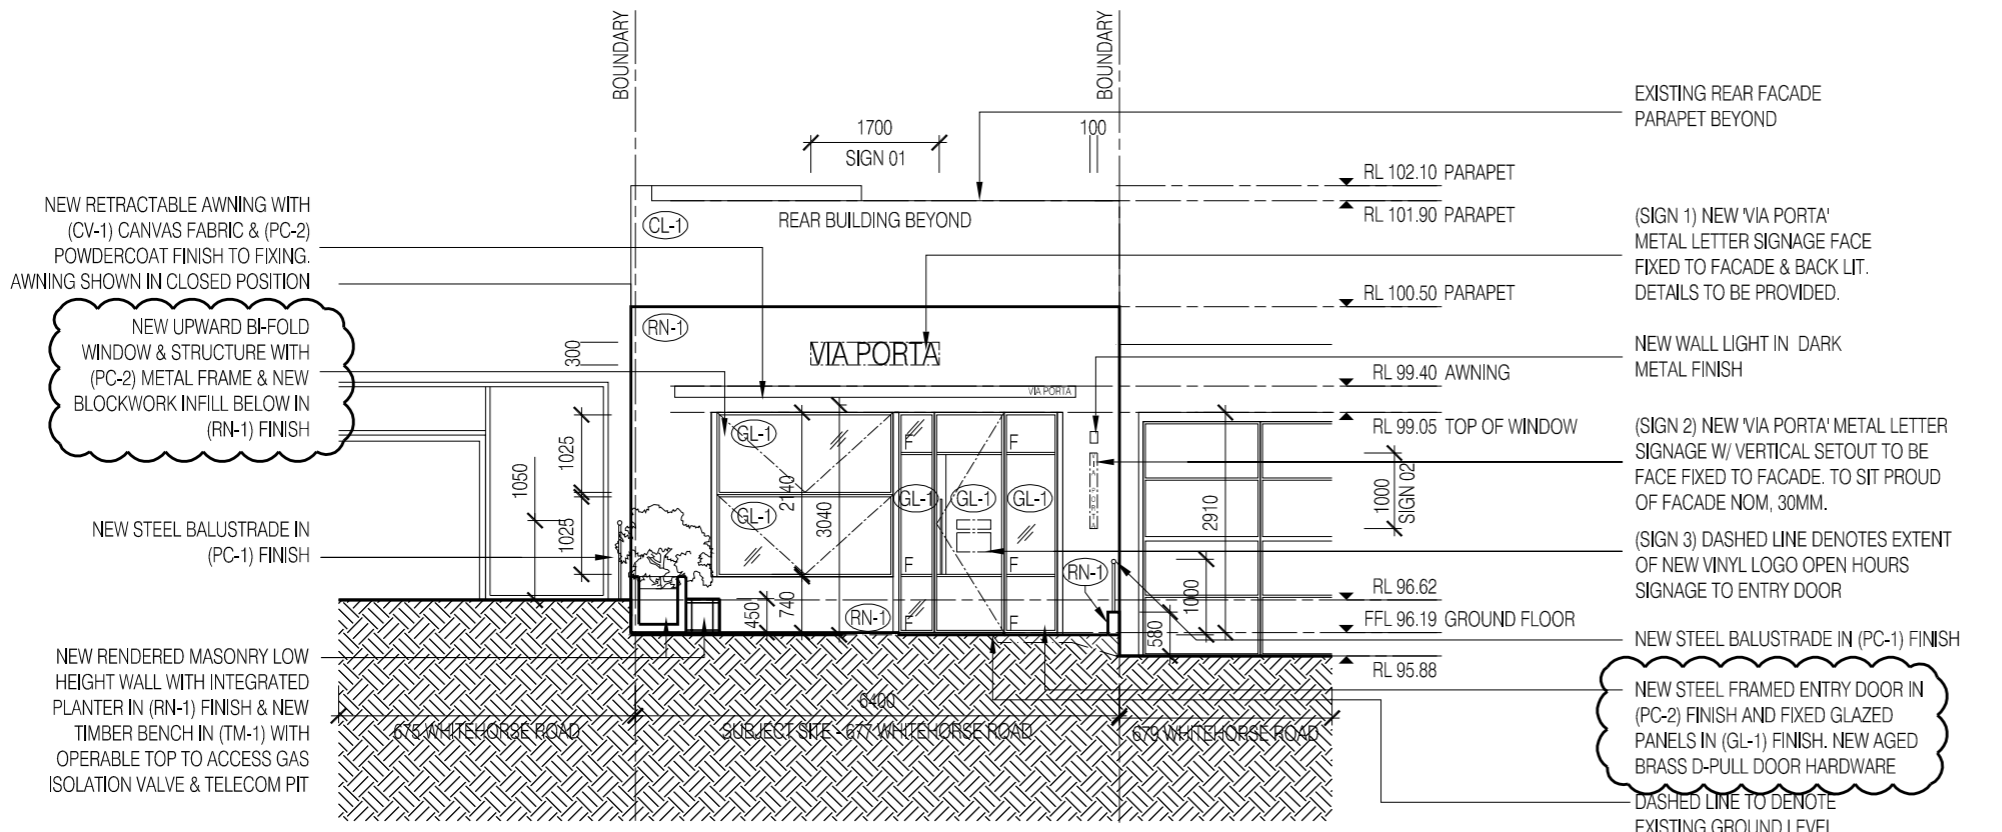 BOUNDARY
BOUNDARY
1700
SIGN 01
100
EXISTING REAR FACADE
PARAPET BEYOND
NEW RETRACTABLE AWNING WITH
(CV-1) CANVAS FABRIC & (PC-2)
POWDERCOAT FINISH TO FIXING.
AWNING SHOWN IN CLOSED POSITION
NEW UPWARD BI-FOLD
WINDOW & STRUCTURE WITH
(PC-2) METAL FRAME & NEW
BLOCKWORK INFILL BELOW IN
(RN-1) FINISH
NEW STEEL BALUSTRADE IN
(PC-1) FINISH
NEW RENDERED MASONRY LOW
HEIGHT WALL WITH INTEGRATED
PLANTER IN (RN-1) FINISH & NEW
TIMBER BENCH IN (TM-1) WITH
OPERABLE TOP TO ACCESS GAS
ISOLATION VALVE & TELECOM PIT
CL-1
REAR BUILDING BEYOND
RN-1
300
VIA PORTA
VIA PORTA
1050
1025
1025
GL-1
GL-1
2140
3040
F
F
GL-1
GL-1
GL-1
F
F
F
F
450
740
RN-1
RN-1
580
1000
2910
1000
SIGN 02
RL 102.10 PARAPET
RL 101.90 PARAPET
RL 100.50 PARAPET
RL 99.40 AWNING
RL 99.05 TOP OF WINDOW
RL 96.62
FFL 96.19 GROUND FLOOR
RL 95.88
6400
675 WHITEHORSE ROAD
SUBJECT SITE - 677 WHITEHORSE ROAD
679 WHITEHORSE ROAD
(SIGN 1) NEW 'VIA PORTA'
METAL LETTER SIGNAGE FACE
FIXED TO FACADE & BACK LIT.
DETAILS TO BE PROVIDED.
NEW WALL LIGHT IN DARK
METAL FINISH
(SIGN 2) NEW 'VIA PORTA' METAL LETTER
SIGNAGE W/ VERTICAL SETOUT TO BE
FACE FIXED TO FACADE. TO SIT PROUD
OF FACADE NOM, 30MM.
(SIGN 3) DASHED LINE DENOTES EXTENT
OF NEW VINYL LOGO OPEN HOURS
SIGNAGE TO ENTRY DOOR
NEW STEEL BALUSTRADE IN (PC-1) FINISH
NEW STEEL FRAMED ENTRY DOOR IN
(PC-2) FINISH AND FIXED GLAZED
PANELS IN (GL-1) FINISH. NEW AGED
BRASS D-PULL DOOR HARDWARE
DASHED LINE TO DENOTE
EXISTING GROUND LEVEL